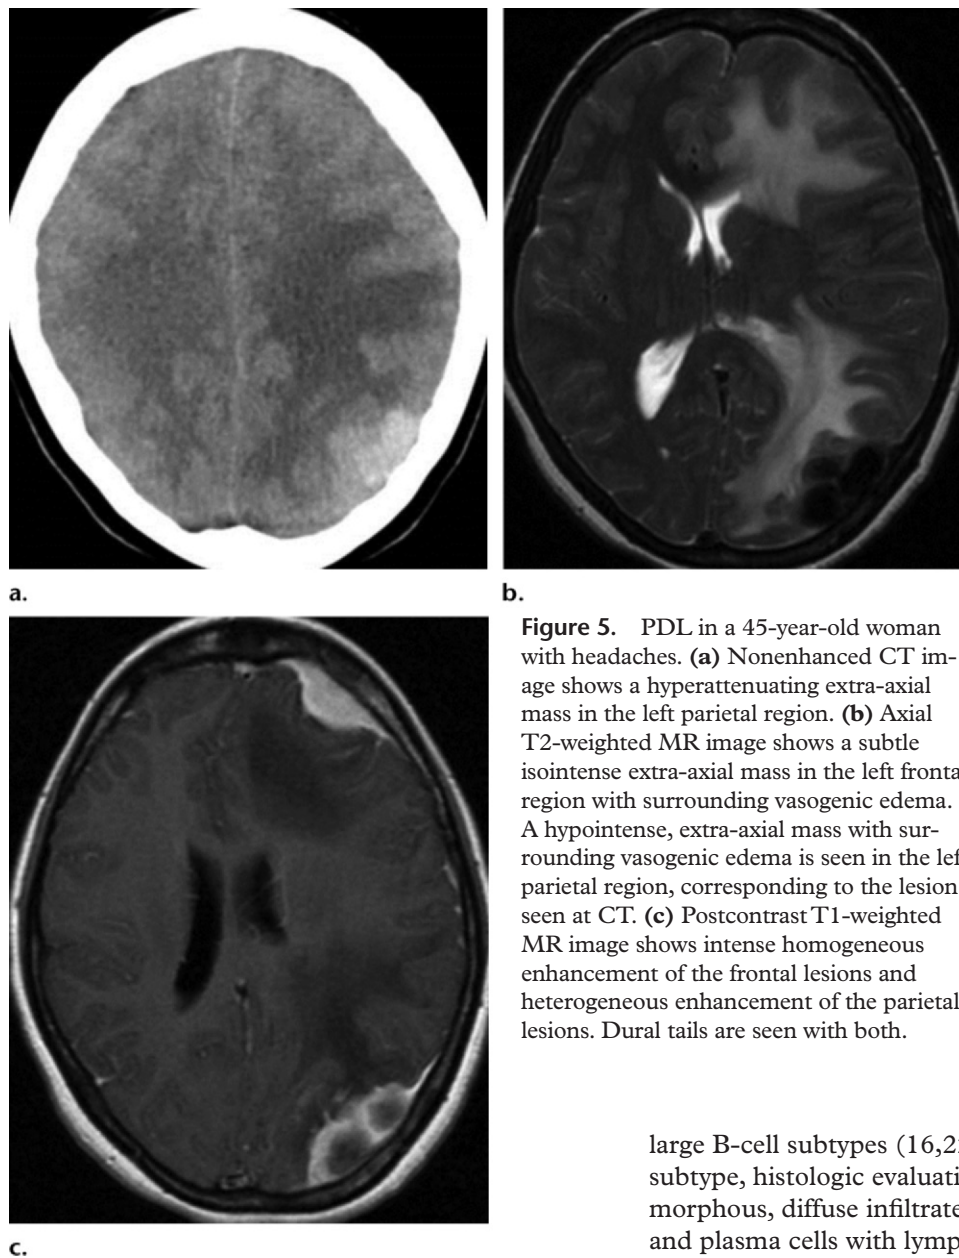 a.
b.
c.
Figure 5. PDL in a 45-year-old woman
with headaches. (a) Nonenhanced CT im-
age shows a hyperattenuating extra-axial
mass in the left parietal region. (b) Axial
T2-weighted MR image shows a subtle
isointense extra-axial mass in the left fronta
region with surrounding vasogenic edema.
A hypointense, extra-axial mass with sur-
rounding vasogenic edema is seen in the lef
parietal region, corresponding to the lesion
seen at CT. (c) Postcontrast T1-weighted
MR image shows intense homogeneous
enhancement of the frontal lesions and
heterogeneous enhancement of the parietal
lesions. Dural tails are seen with both.
large B-cell subtypes (16,2
subtype, histologic evaluati
morphous, diffuse infiltrate
and plasma cells with lymp